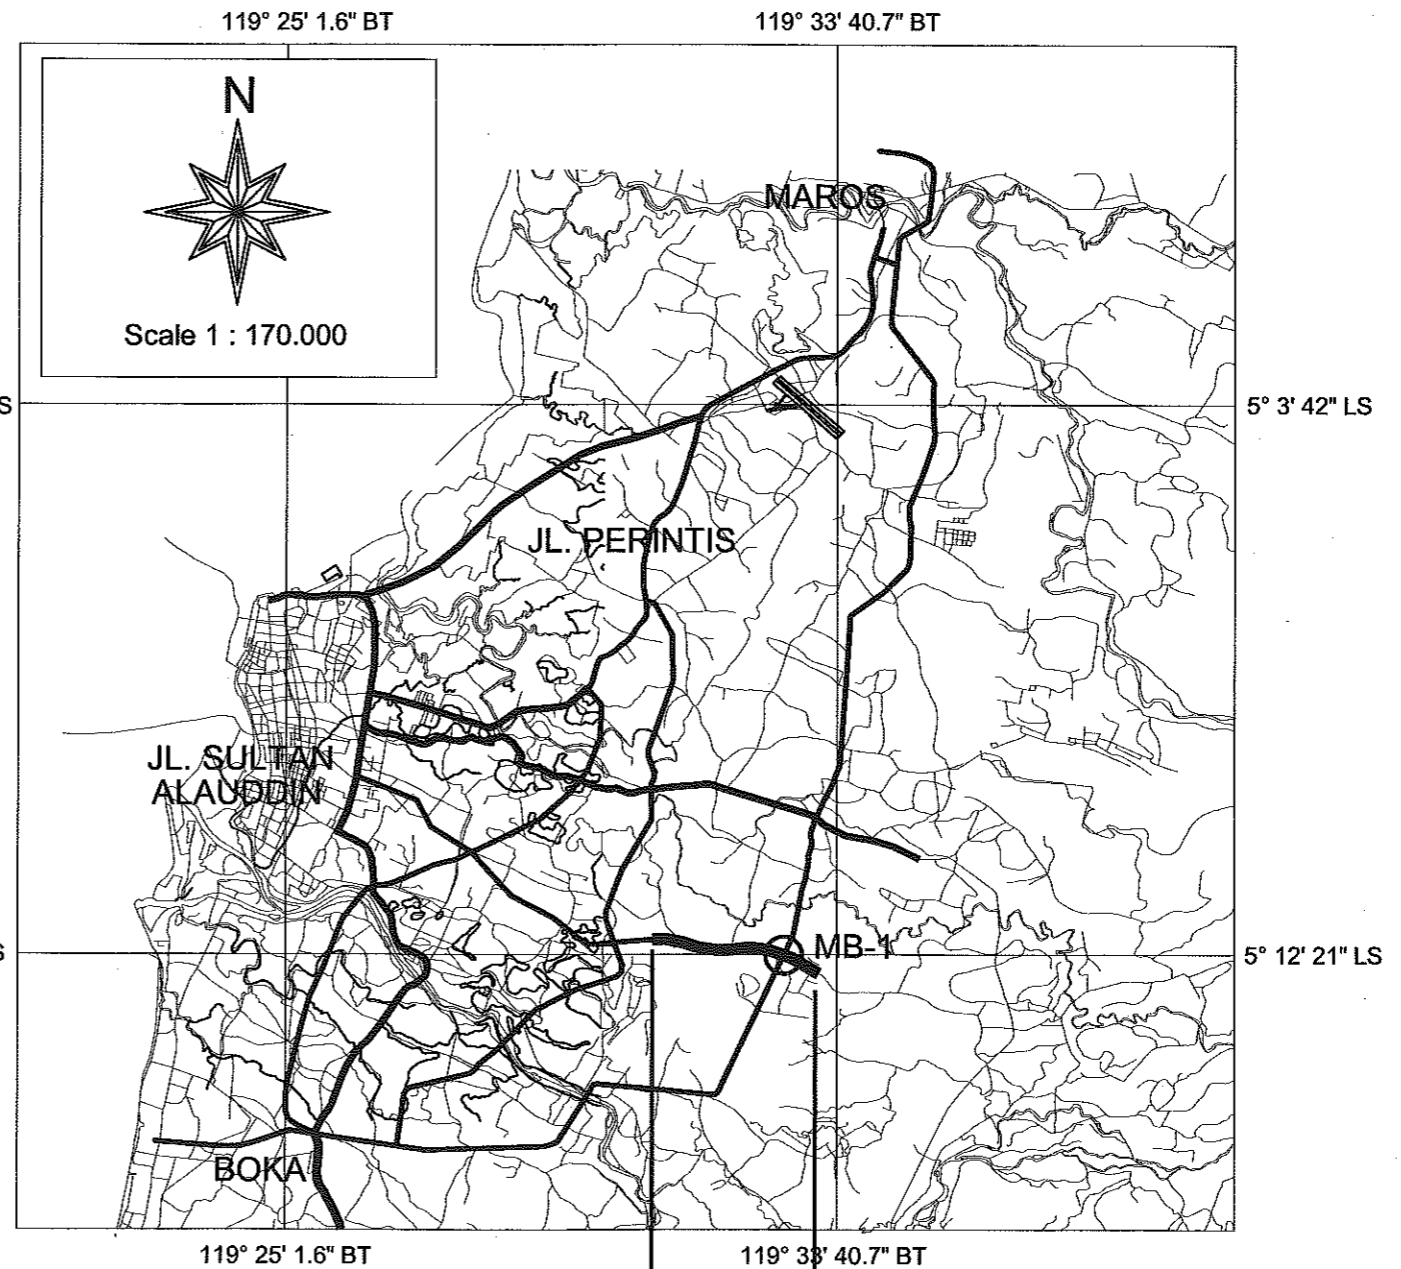 119° 25' 1.6" BT
119° 33' 40.7" BT
N
Scale 1 : 170.000
MAROS
S
5° 3' 42" LS
JL. PERINTIS
JL. SULTAN
ALAUDDIN
MB-1
S
5° 12' 21" LS
BOKA
119° 25' 1.6" BT
119° 33' 40.7" BT